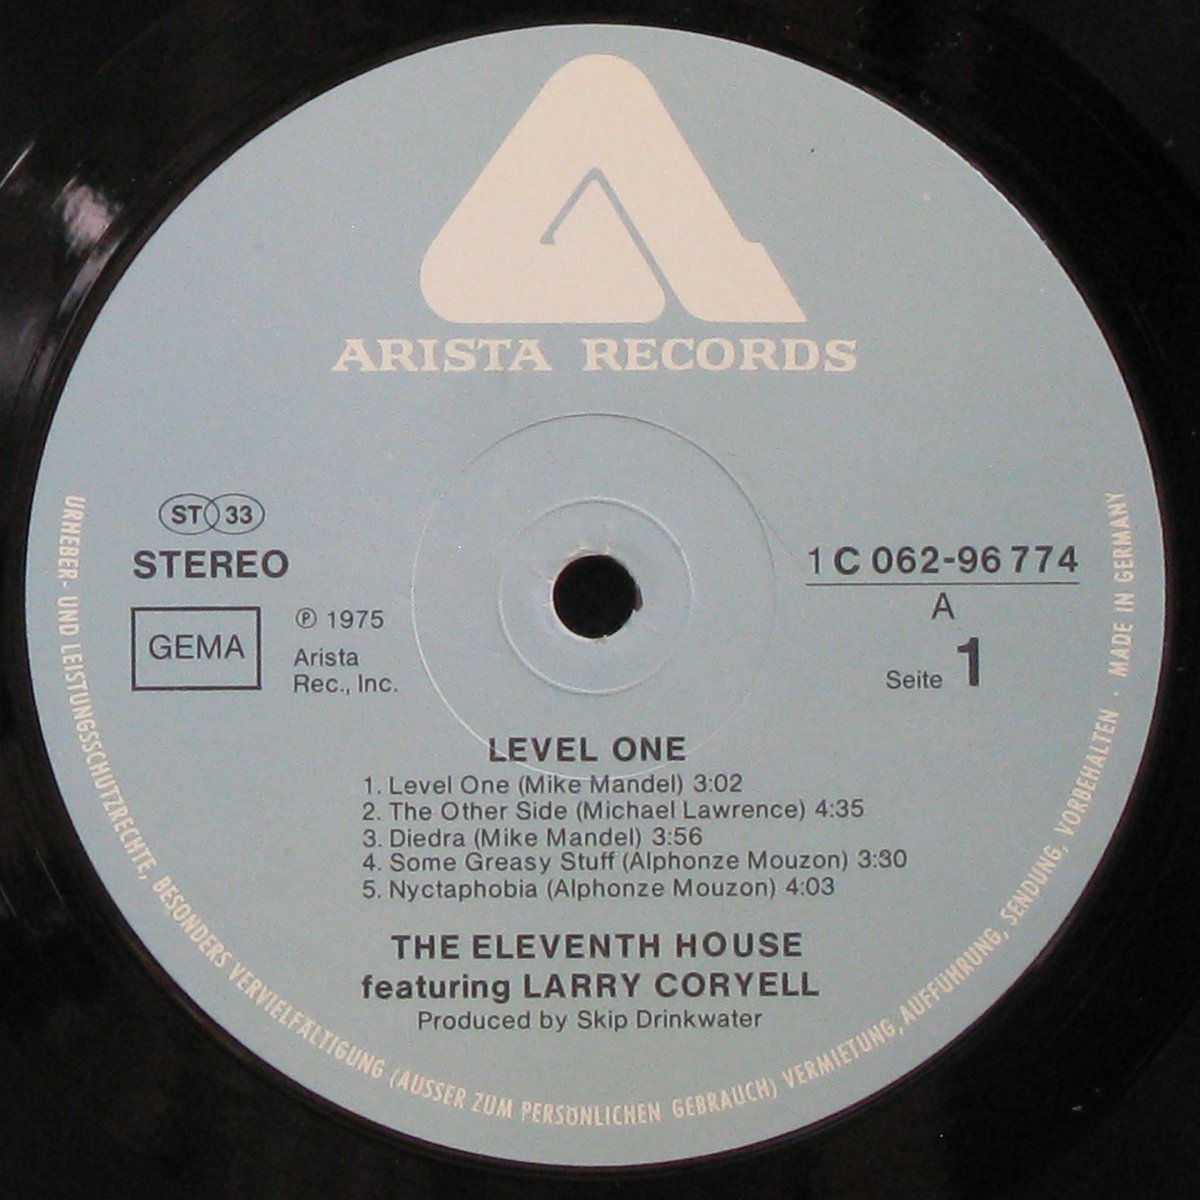 ARISTA RECORDS
ST 33
STEREO
GEMA
℗ 1975
Arista
Rec., Inc.
1 C 062-96 774
A
Seite 1
LEVEL ONE
1. Level One (Mike Mandel) 3:02
2. The Other Side (Michael Lawrence) 4:35
3. Diedra (Mike Mandel) 3:56
4. Some Greasy Stuff (Alphonze Mouzon) 3:30
5. Nyctaphobia (Alphonze Mouzon) 4:03
THE ELEVENTH HOUSE
featuring LARRY CORYELL
Produced by Skip Drinkwater
URHEBER- UND LEISTUNGSSCHUTZRECHTE, BESONDERS VERVIELFÄLTIGUNG (AUSSER ZUM PERSÖNLICHEN GEBRAUCH) VERMIETUNG, AUFFÜHRUNG, SENDUNG, VORBEHALTEN · MADE IN GERMANY